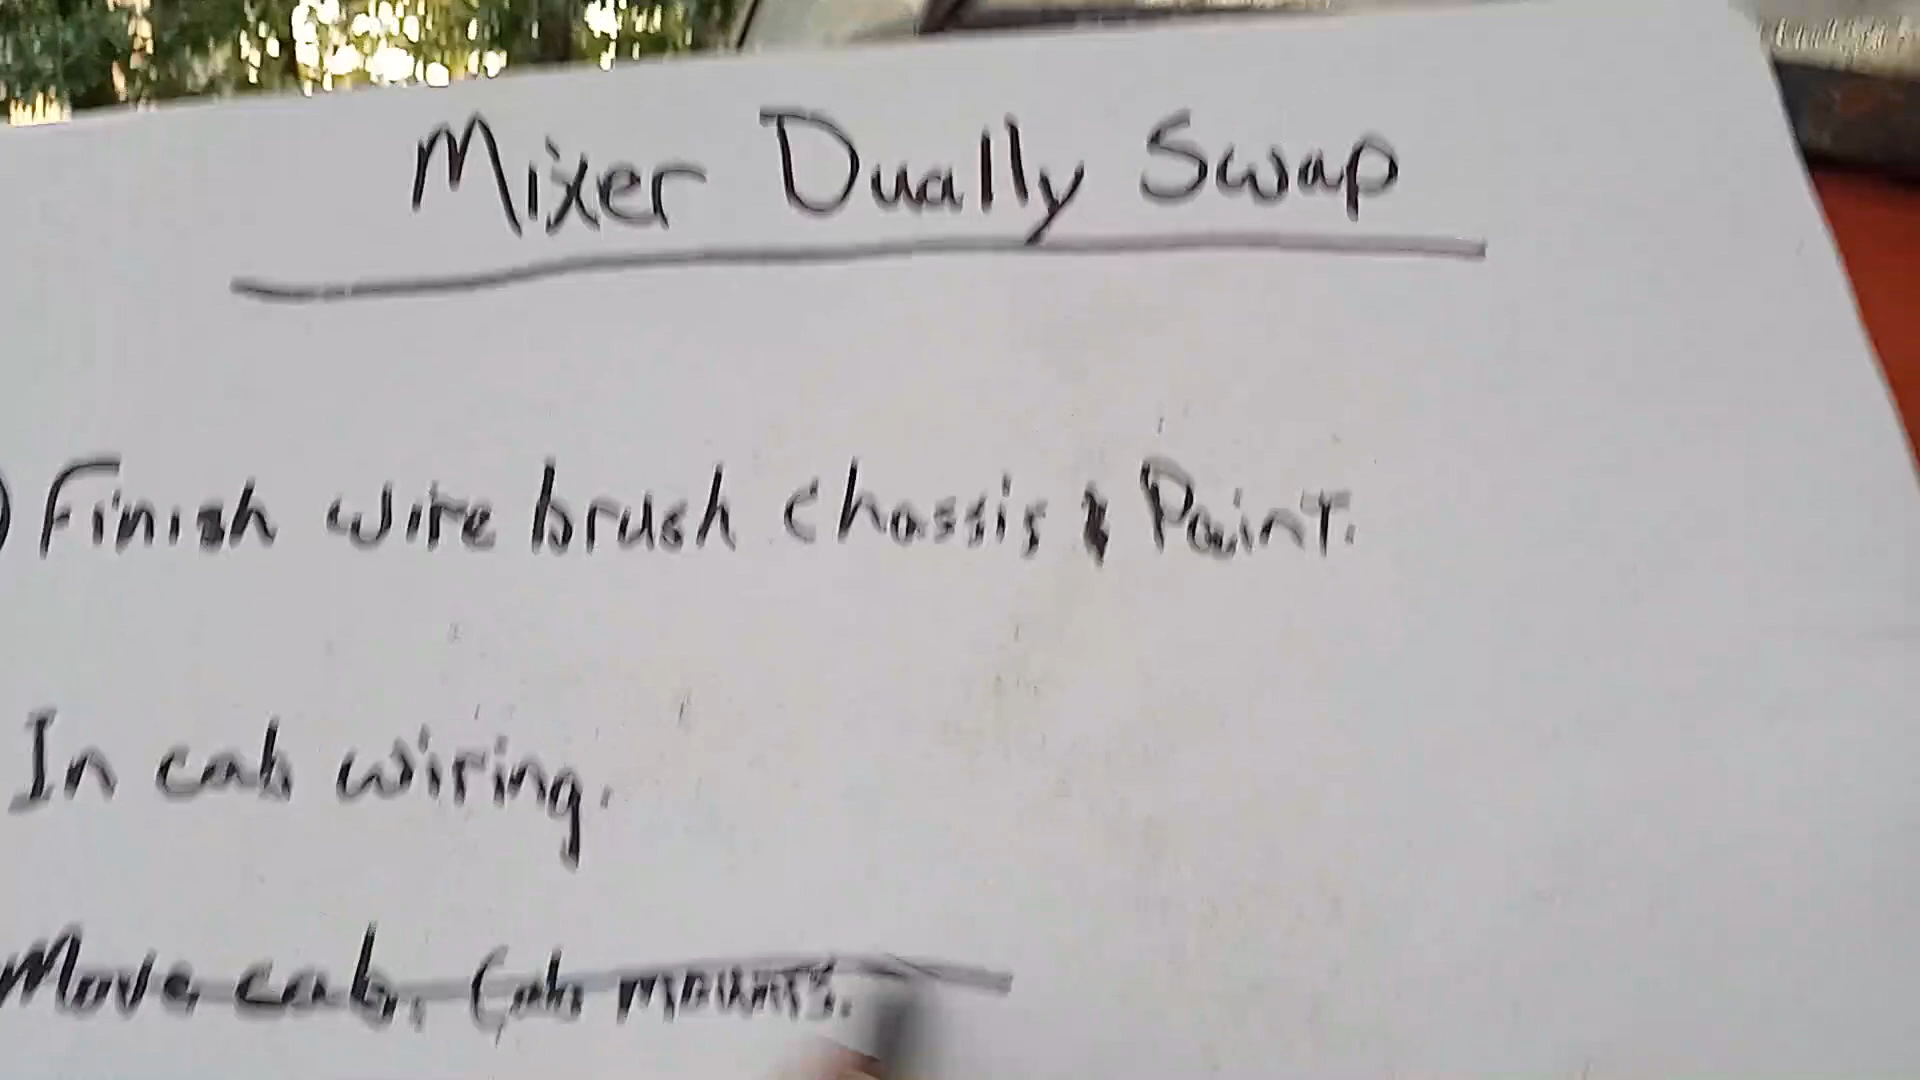 Mixer Dually Swap
) Finish wire brush chassis & Paint.
In cab wiring.
Move cab. Cab mounts.